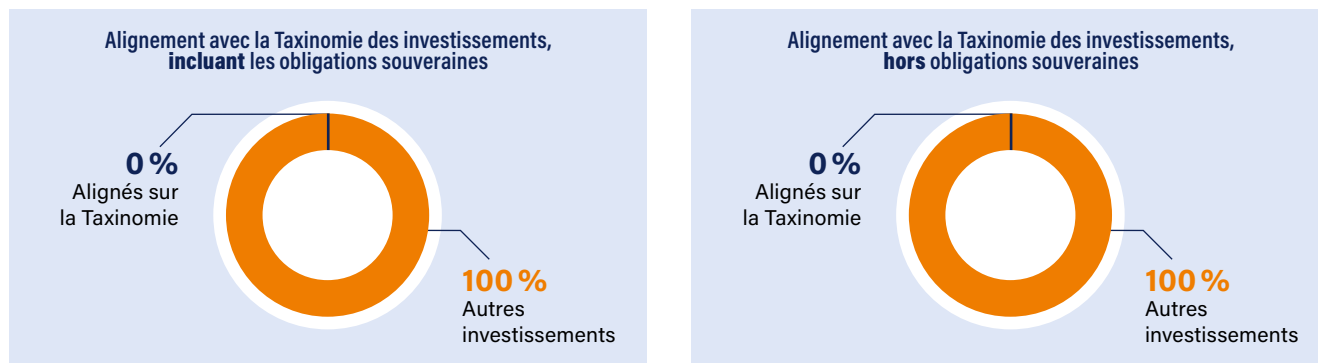 Alignement avec la Taxinomie des investissements,
incluant les obligations souveraines
0 %
Alignés sur
la Taxinomie
100 %
Autres
investissements
Alignement avec la Taxinomie des investissements,
hors obligations souveraines
0 %
Alignés sur
la Taxinomie
100 %
Autres
investissements